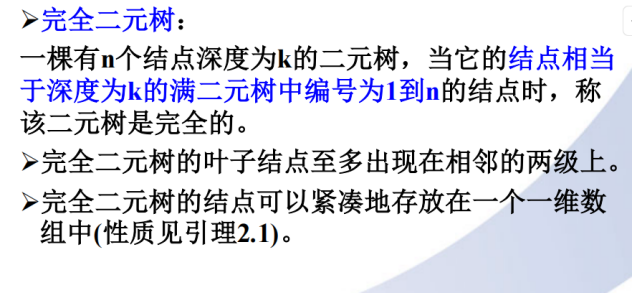 ➢完全二元树：
一棵有n个结点深度为k的二元树，当它的结点相当
于深度为k的满二元树中编号为1到n的结点时，称
该二元树是完全的。
➢完全二元树的叶子结点至多出现在相邻的两级上。
➢完全二元树的结点可以紧凑地存放在一个一维数
组中(性质见引理2.1)。